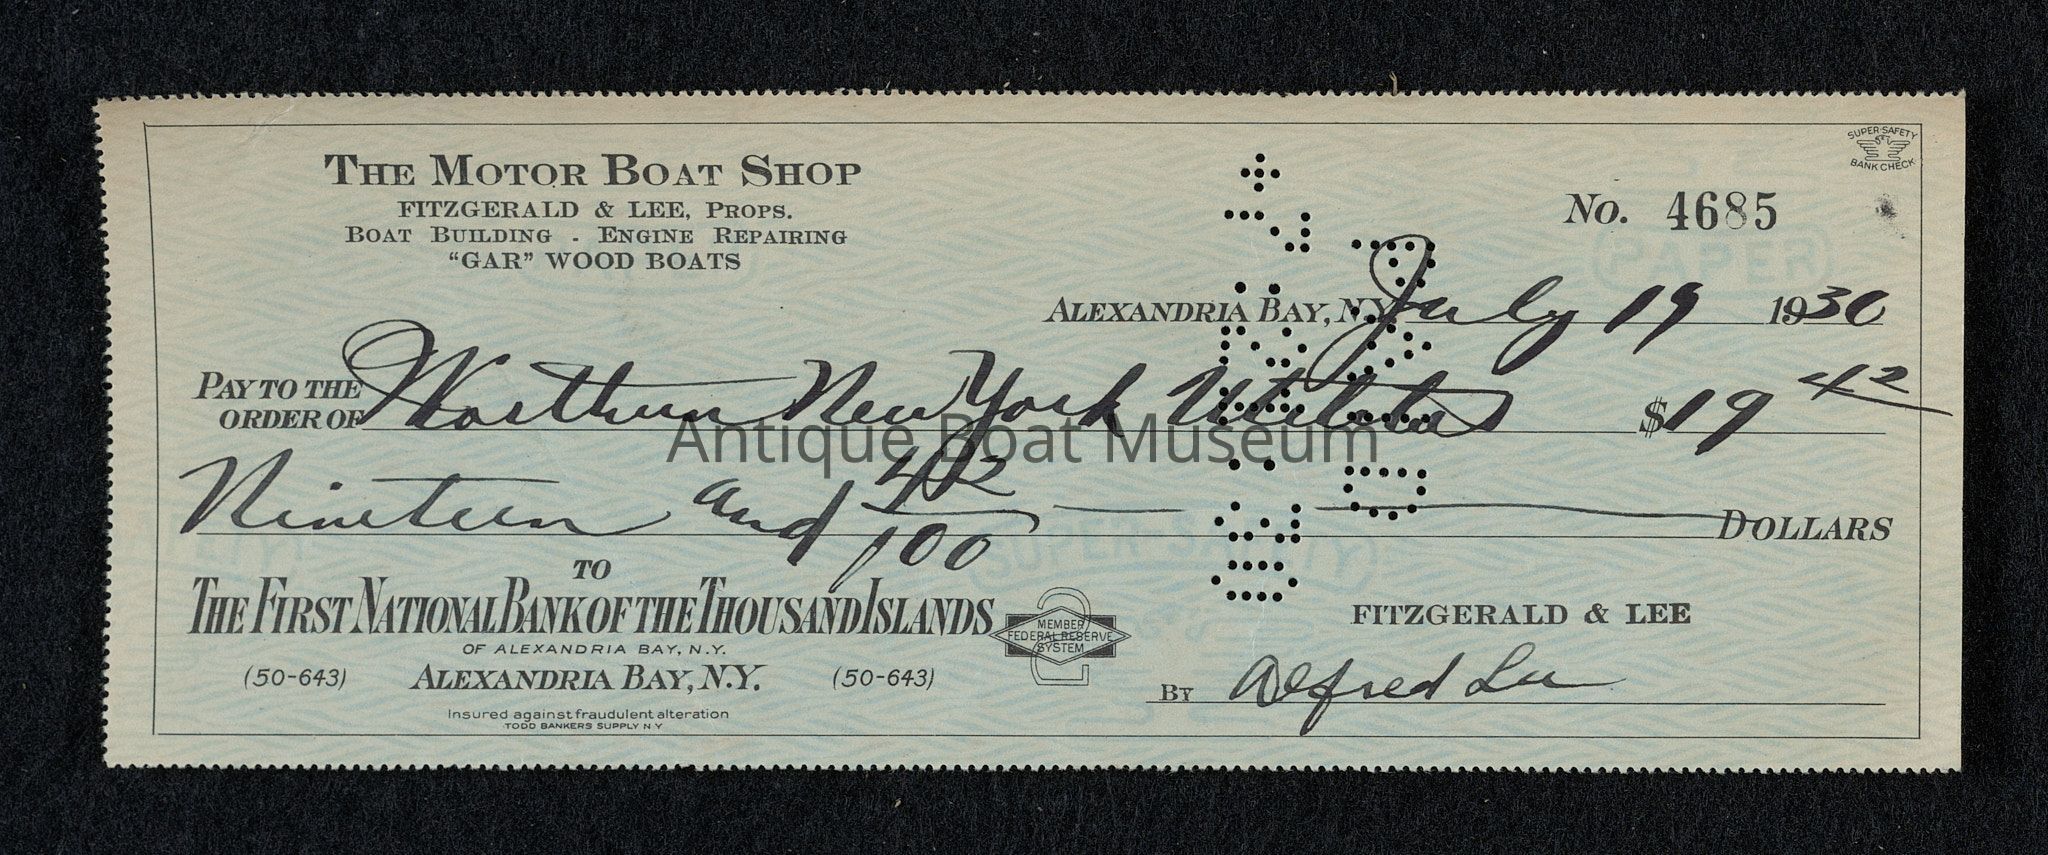 SUPER-SAFETY
BANK CHECK
THE MOTOR BOAT SHOP
FITZGERALD & LEE, PROPS.
BOAT BUILDING - ENGINE REPAIRING
"GAR" WOOD BOATS
No. 4685
PAPER
ALEXANDRIA BAY, N.Y. July 19 1930
PAY TO THE ORDER OF Northern New York Utilities $19 42
Antique Boat Museum
Nineteen and 42/100 DOLLARS
SUPER-SAFETY
TO
THE FIRST NATIONAL BANK OF THE THOUSAND ISLANDS
OF ALEXANDRIA BAY, N.Y.
(50-643) ALEXANDRIA BAY, N.Y. (50-643)
MEMBER
FEDERAL RESERVE
SYSTEM
2
FITZGERALD & LEE
BY Alfred Lee
Insured against fraudulent alteration
TODD BANKERS SUPPLY N Y